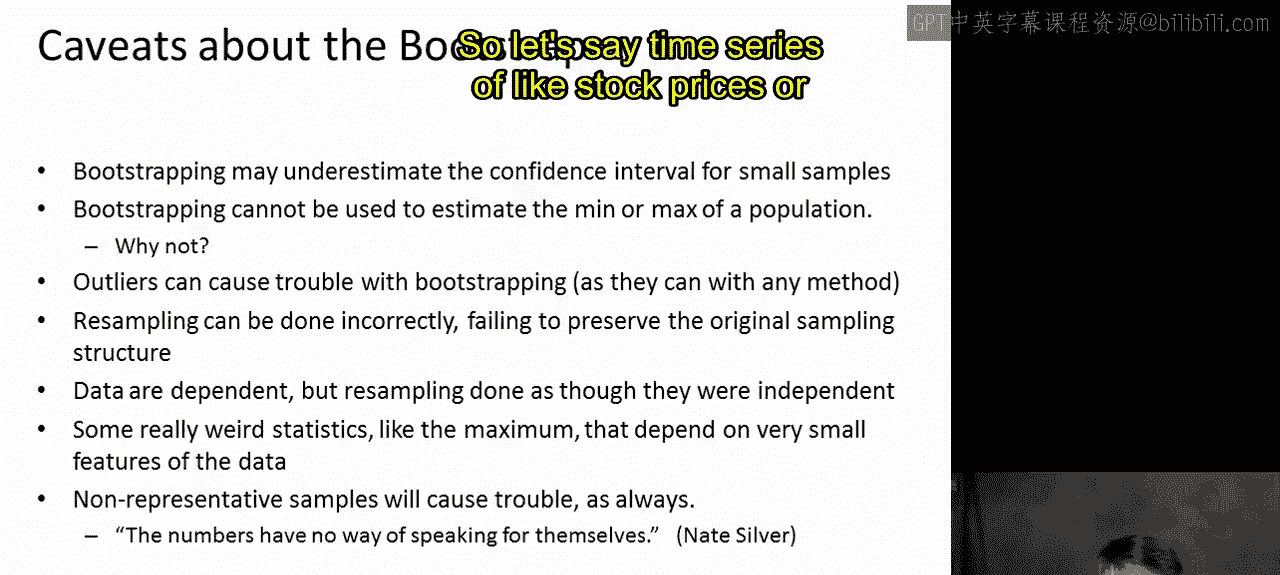 GPT中英字幕课程资源@bilibili.com
Caveats about the Bootstrap
So let's say time series
of like stock prices or
• Bootstrapping may underestimate the confidence interval for small samples
• Bootstrapping cannot be used to estimate the min or max of a population.
– Why not?
• Outliers can cause trouble with bootstrapping (as they can with any method)
• Resampling can be done incorrectly, failing to preserve the original sampling
structure
• Data are dependent, but resampling done as though they were independent
• Some really weird statistics, like the maximum, that depend on very small
features of the data
• Non-representative samples will cause trouble, as always.
– “The numbers have no way of speaking for themselves.” (Nate Silver)